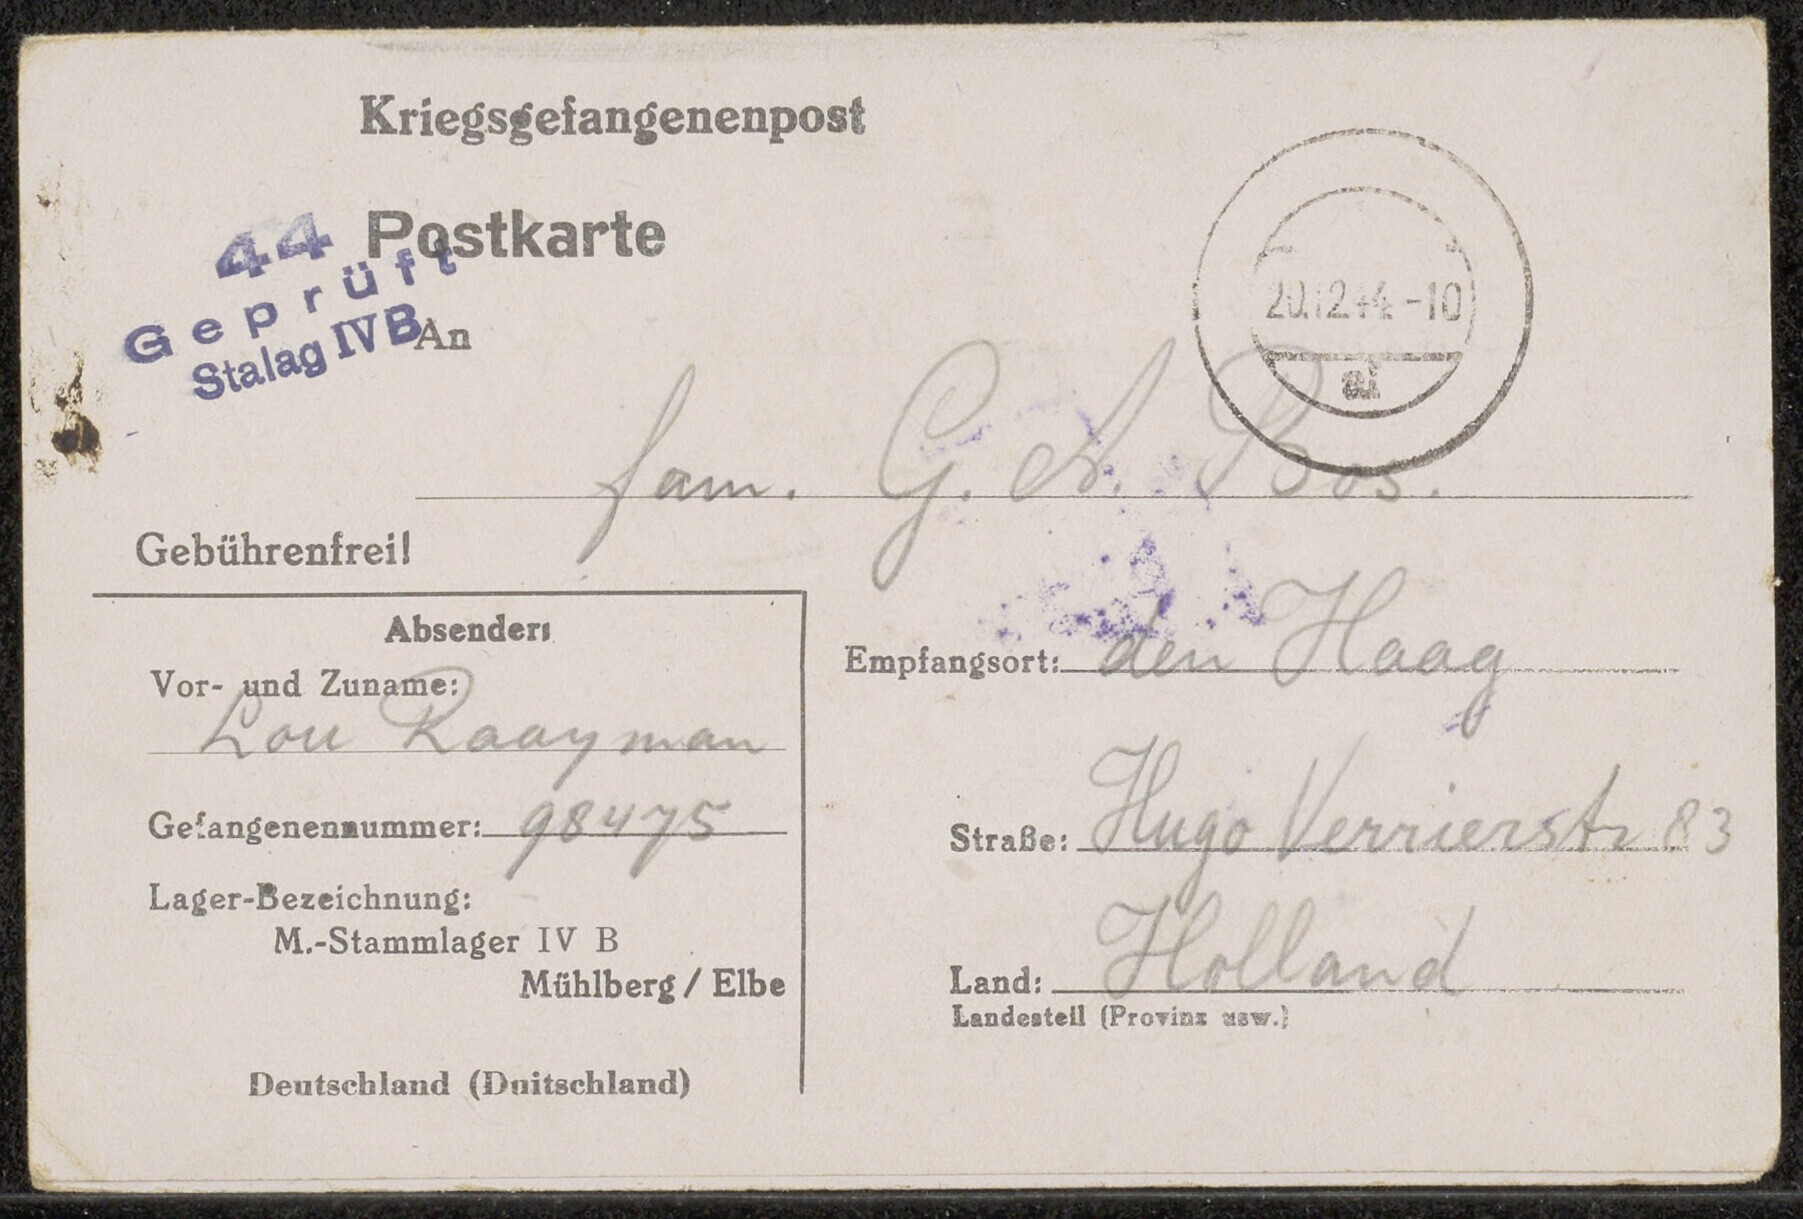 Kriegsgefangenenpost
Postkarte
44
Geprüft
Stalag IV B
20.12.44.-10
An
fam. G. A. Bos.
Gebührenfrei!
Absender:
Vor- und Zuname:
Lou Raayman
Gefangenennummer: 98475
Lager-Bezeichnung:
M.-Stammlager IV B
Mühlberg / Elbe
Deutschland (Duitschland)
Empfangsort: den Haag
Straße: Hugo Verrierstr 83
Holland
Land:
Landesteil (Provinz usw.)